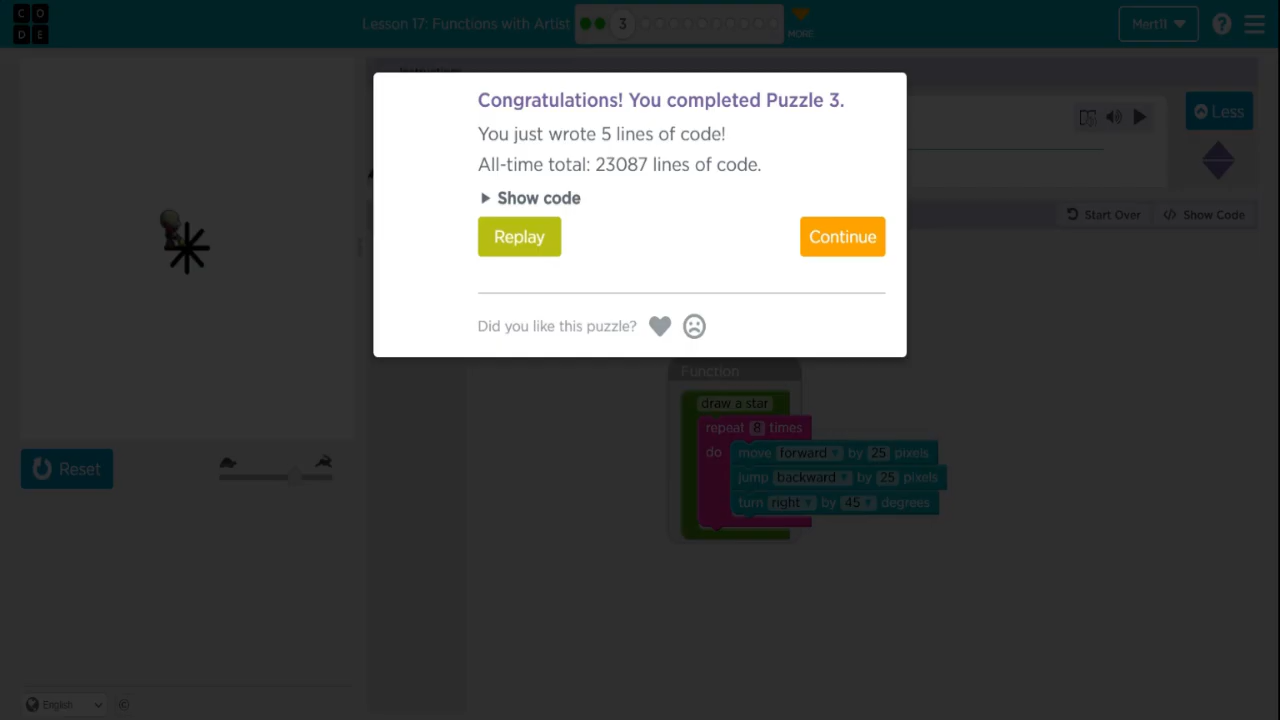 CODE
Lesson 17: Functions with Artist
3
MORE
Mert11
?
Instructions
Congratulations! You completed Puzzle 3.
You just wrote 5 lines of code!
All-time total: 23087 lines of code.
Show code
Replay
Continue
Did you like this puzzle?
Less
Start Over
</> Show Code
Function
draw a star
repeat 8 times
do
move forward by 25 pixels
jump backward by 25 pixels
turn right by 45 degrees
Reset
English
©